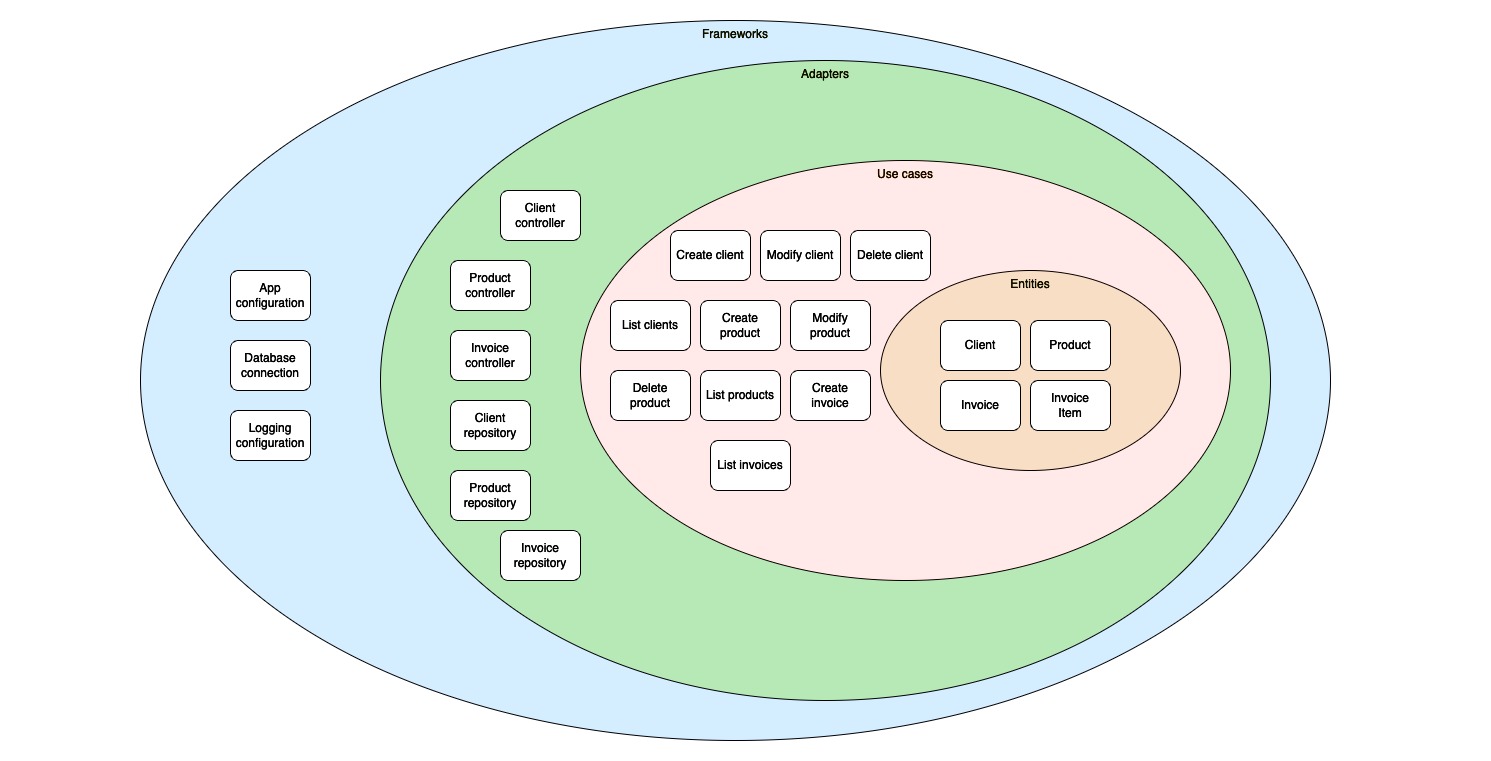 Frameworks
Adapters
Use cases
Client
controller
Create client
Modify client
Delete client
Product
controller
Entities
App
configuration
List clients
Create
product
Modify
product
Client
Product
Invoice
controller
Database
connection
Delete
product
List products
Create
invoice
Invoice
Invoice
Item
Client
repository
Logging
configuration
List invoices
Product
repository
Invoice
repository